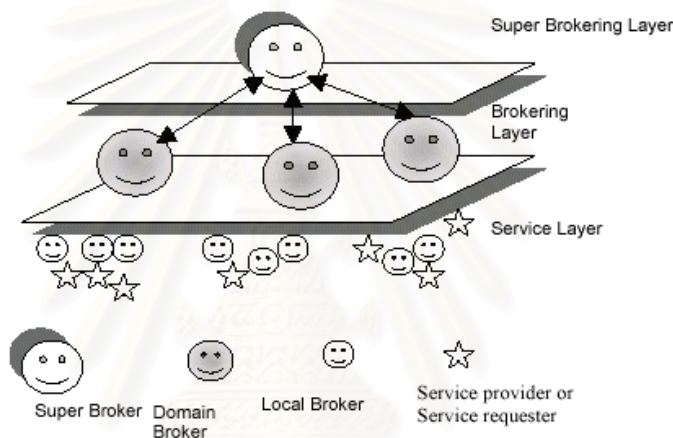 Super Brokering Layer
Brokering
Layer
Service Layer
Super Broker
Domain
Broker
Local Broker
Service provider or
Service requester